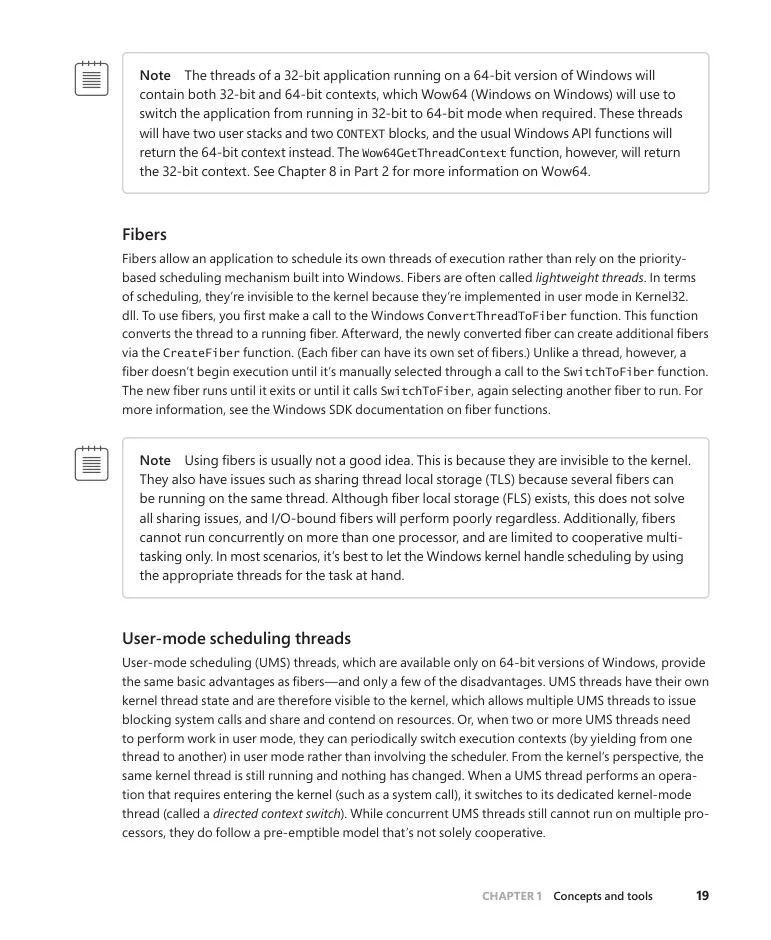 Note The threads of a 32-bit application running on a 64-bit version of Windows will
contain both 32-bit and 64-bit contexts, which Wow64 (Windows on Windows) will use to
switch the application from running in 32-bit to 64-bit mode when required. These threads
will have two user stacks and two CONTEXT blocks, and the usual Windows API functions will
return the 64-bit context instead. The Wow64GetThreadContext function, however, will return
the 32-bit context. See Chapter 8 in Part 2 for more information on Wow64.
Fibers
Fibers allow an application to schedule its own threads of execution rather than rely on the priority-
based scheduling mechanism built into Windows. Fibers are often called lightweight threads. In terms
of scheduling, they're invisible to the kernel because they're implemented in user mode in Kernel32.
dll. To use fibers, you first make a call to the Windows ConvertThreadToFiber function. This function
converts the thread to a running fiber. Afterward, the newly converted fiber can create additional fibers
via the CreateFiber function. (Each fiber can have its own set of fibers.) Unlike a thread, however, a
fiber doesn't begin execution until it's manually selected through a call to the SwitchToFiber function.
The new fiber runs until it exits or until it calls SwitchToFiber, again selecting another fiber to run. For
more information, see the Windows SDK documentation on fiber functions.
Note Using fibers is usually not a good idea. This is because they are invisible to the kernel.
They also have issues such as sharing thread local storage (TLS) because several fibers can
be running on the same thread. Although fiber local storage (FLS) exists, this does not solve
all sharing issues, and I/O-bound fibers will perform poorly regardless. Additionally, fibers
cannot run concurrently on more than one processor, and are limited to cooperative multi-
tasking only. In most scenarios, it's best to let the Windows kernel handle scheduling by using
the appropriate threads for the task at hand.
User-mode scheduling threads
User-mode scheduling (UMS) threads, which are available only on 64-bit versions of Windows, provide
the same basic advantages as fibers—and only a few of the disadvantages. UMS threads have their own
kernel thread state and are therefore visible to the kernel, which allows multiple UMS threads to issue
blocking system calls and share and contend on resources. Or, when two or more UMS threads need
to perform work in user mode, they can periodically switch execution contexts (by yielding from one
thread to another) in user mode rather than involving the scheduler. From the kernel's perspective, the
same kernel thread is still running and nothing has changed. When a UMS thread performs an opera-
tion that requires entering the kernel (such as a system call), it switches to its dedicated kernel-mode
thread (called a directed context switch). While concurrent UMS threads still cannot run on multiple pro-
cessors, they do follow a pre-emptible model that's not solely cooperative.
CHAPTER 1 Concepts and tools 19